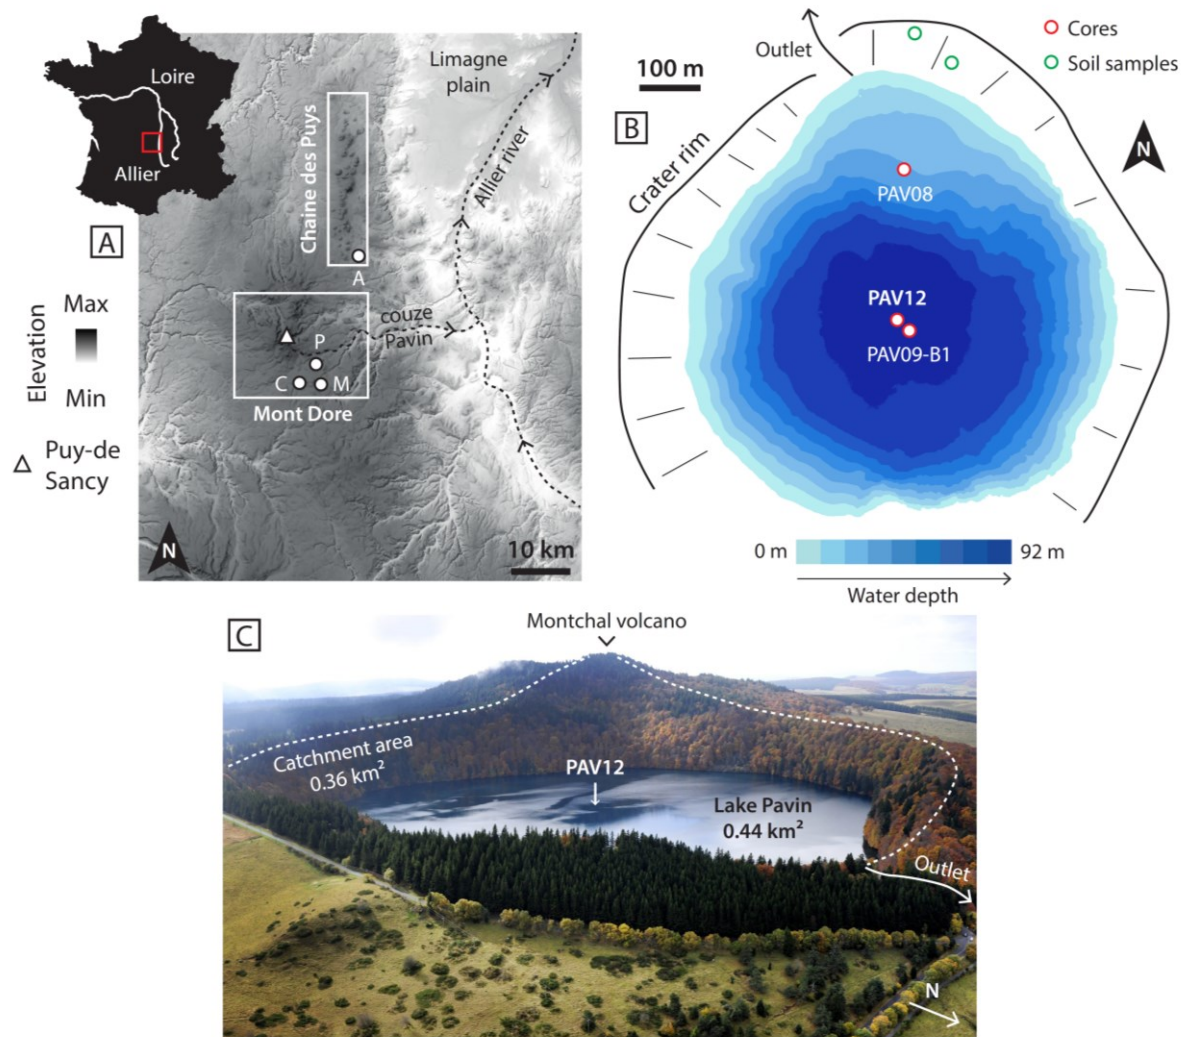 Loire
Allier
A
Elevation
Max
Min
Puy-de
Sancy
Limagne
plain
Chaine des Puys
Allier river
A
couze
Pavin
P
C
M
Mont Dore
N
10 km
Outlet
100 m
Cores
Soil samples
B
Crater rim
N
PAV08
PAV12
PAV09-B1
0 m
92 m
Water depth
Montchal volcano
C
Catchment area
0.36 km²
PAV12
Lake Pavin
0.44 km²
Outlet
N